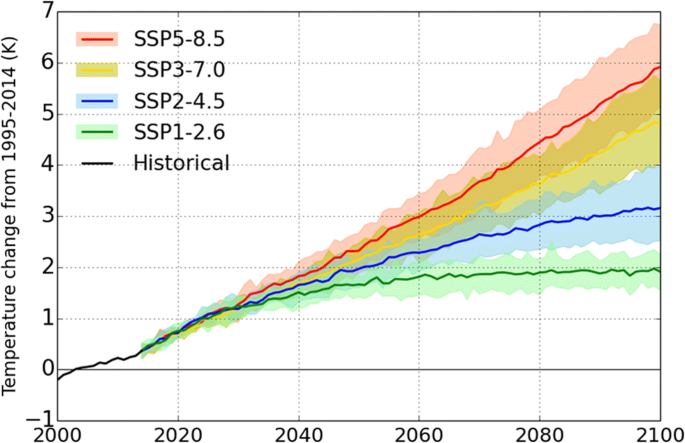 Temperature change from 1995-2014 (K)
7
6
5
4
3
2
1
0
−1
SSP5-8.5
SSP3-7.0
SSP2-4.5
SSP1-2.6
Historical
2000 2020 2040 2060 2080 2100